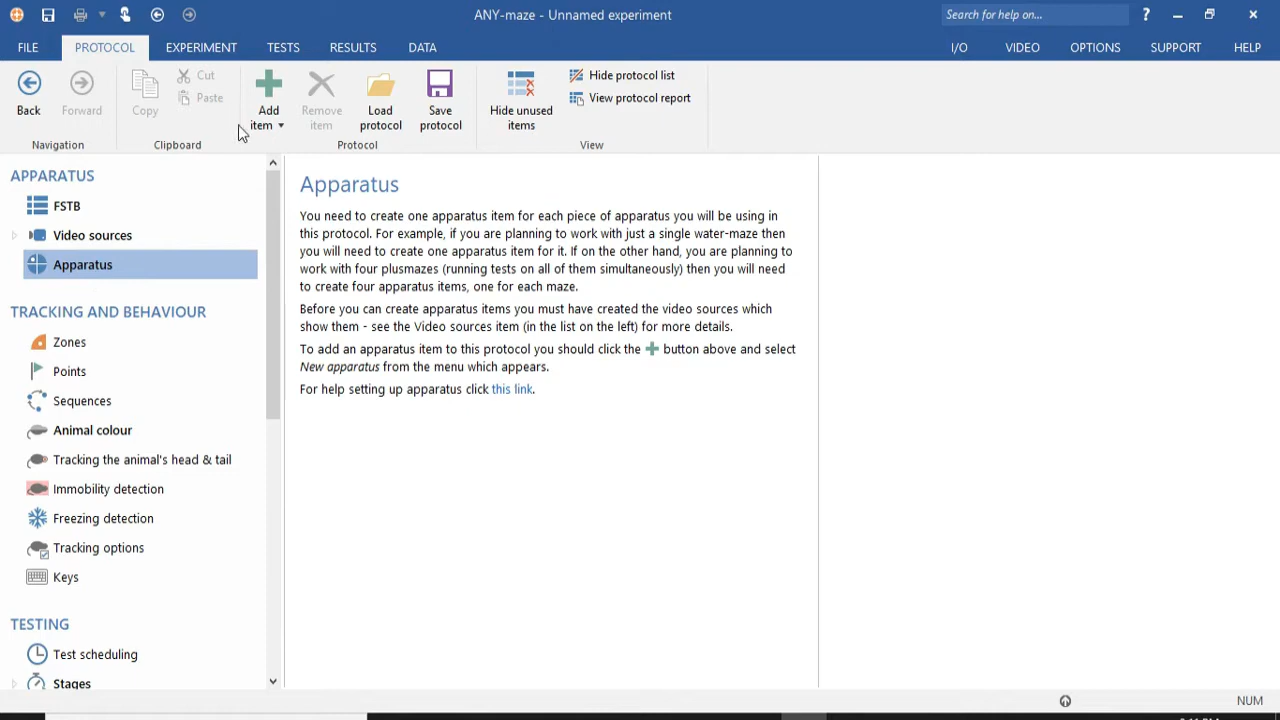 ANY-maze - Unnamed experiment
Search for help on...
?
FILE
PROTOCOL
EXPERIMENT
TESTS
RESULTS
DATA
I/O
VIDEO
OPTIONS
SUPPORT
HELP
Back
Forward
Navigation
Copy
Cut
Paste
Clipboard
Add item
Remove item
Load protocol
Save protocol
Protocol
Hide unused items
Hide protocol list
View protocol report
View
APPARATUS
FSTB
Video sources
Apparatus
TRACKING AND BEHAVIOUR
Zones
Points
Sequences
Animal colour
Tracking the animal's head & tail
Immobility detection
Freezing detection
Tracking options
Keys
TESTING
Test scheduling
Stages
Apparatus
You need to create one apparatus item for each piece of apparatus you will be using in
this protocol. For example, if you are planning to work with just a single water-maze then
you will need to create one apparatus item for it. If on the other hand, you are planning to
work with four plusmazes (running tests on all of them simultaneously) then you will need
to create four apparatus items, one for each maze.
Before you can create apparatus items you must have created the video sources which
show them - see the Video sources item (in the list on the left) for more details.
To add an apparatus item to this protocol you should click the button above and select
New apparatus from the menu which appears.
For help setting up apparatus click this link.
NUM